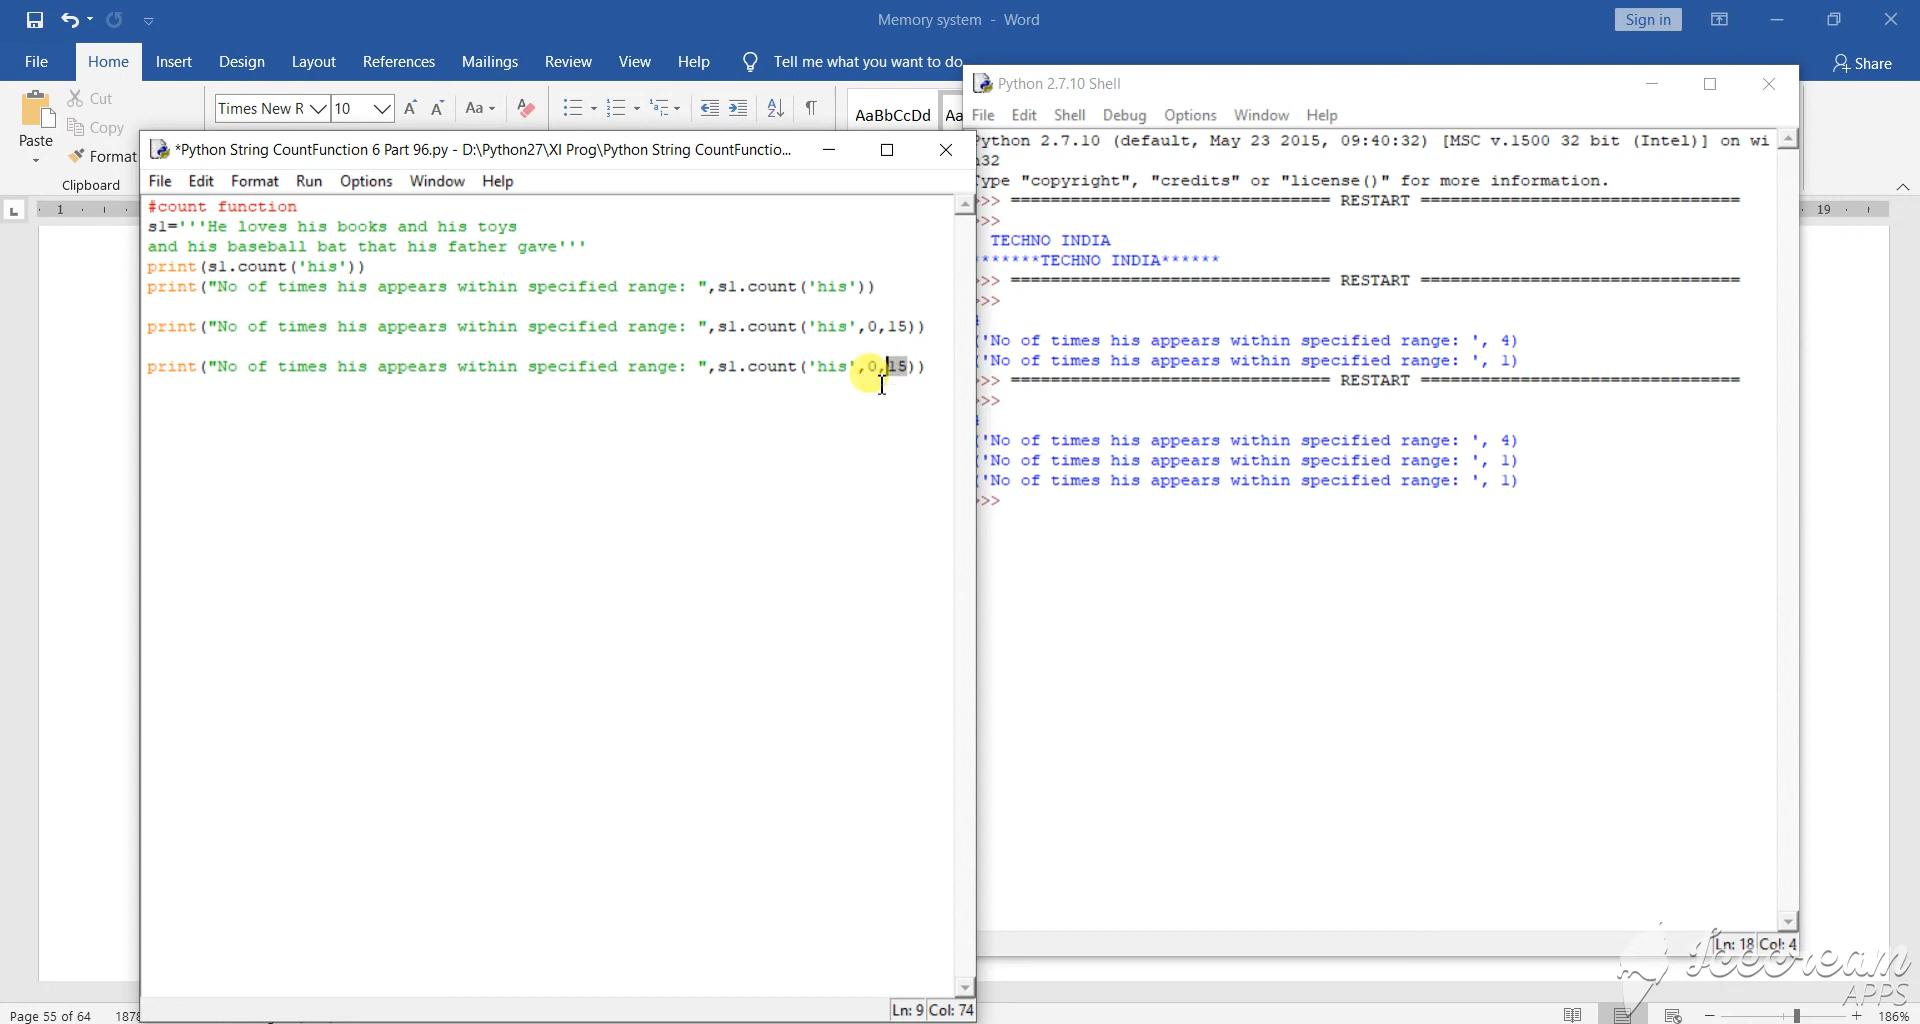 Memory system - Word
Sign in
File Home Insert Design Layout References Mailings Review View Help Tell me what you want to do
Share
Cut
Copy
Paste
Format
Clipboard
Times New R 10
Aa
AaBbCcDd Aa
1
19
*Python String CountFunction 6 Part 96.py - D:\Python27\XI Prog\Python String CountFunctio...
File Edit Format Run Options Window Help
#count function
s1='''He loves his books and his toys
and his baseball bat that his father gave'''
print(s1.count('his'))
print("No of times his appears within specified range: ",s1.count('his'))
print("No of times his appears within specified range: ",s1.count('his',0,15))
print("No of times his appears within specified range: ",s1.count('his',0,15))
Ln: 9 Col: 74
Python 2.7.10 Shell
File Edit Shell Debug Options Window Help
Python 2.7.10 (default, May 23 2015, 09:40:32) [MSC v.1500 32 bit (Intel)] on wi
n32
Type "copyright", "credits" or "license()" for more information.
>>> ================================ RESTART ================================
>>>
TECHNO INDIA
*******TECHNO INDIA******
>>> ================================ RESTART ================================
>>>
4
('No of times his appears within specified range: ', 4)
('No of times his appears within specified range: ', 1)
>>> ================================ RESTART ================================
>>>
4
('No of times his appears within specified range: ', 4)
('No of times his appears within specified range: ', 1)
('No of times his appears within specified range: ', 1)
>>>
Ln: 18 Col: 4
Icecream
APPS
Page 55 of 64 1878
186%